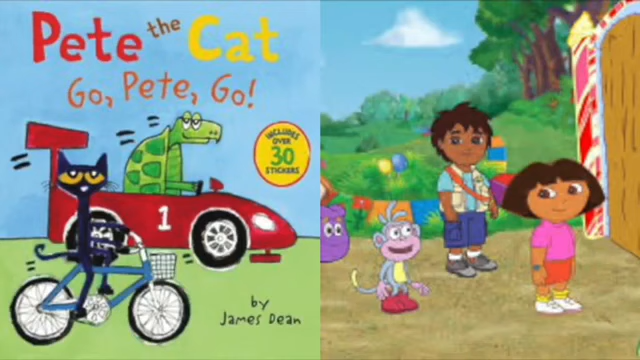 Pete the Cat
Go, Pete, Go!
INCLUDES
OVER
30
STICKERS
1
by
James Dean